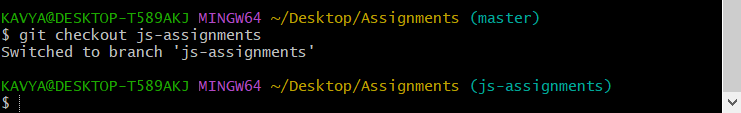 KAVYA@DESKTOP-T589AKJ MINGW64 ~/Desktop/Assignments (master)
$ git checkout js-assignments
Switched to branch 'js-assignments'
KAVYA@DESKTOP-T589AKJ MINGW64 ~/Desktop/Assignments (js-assignments)
$